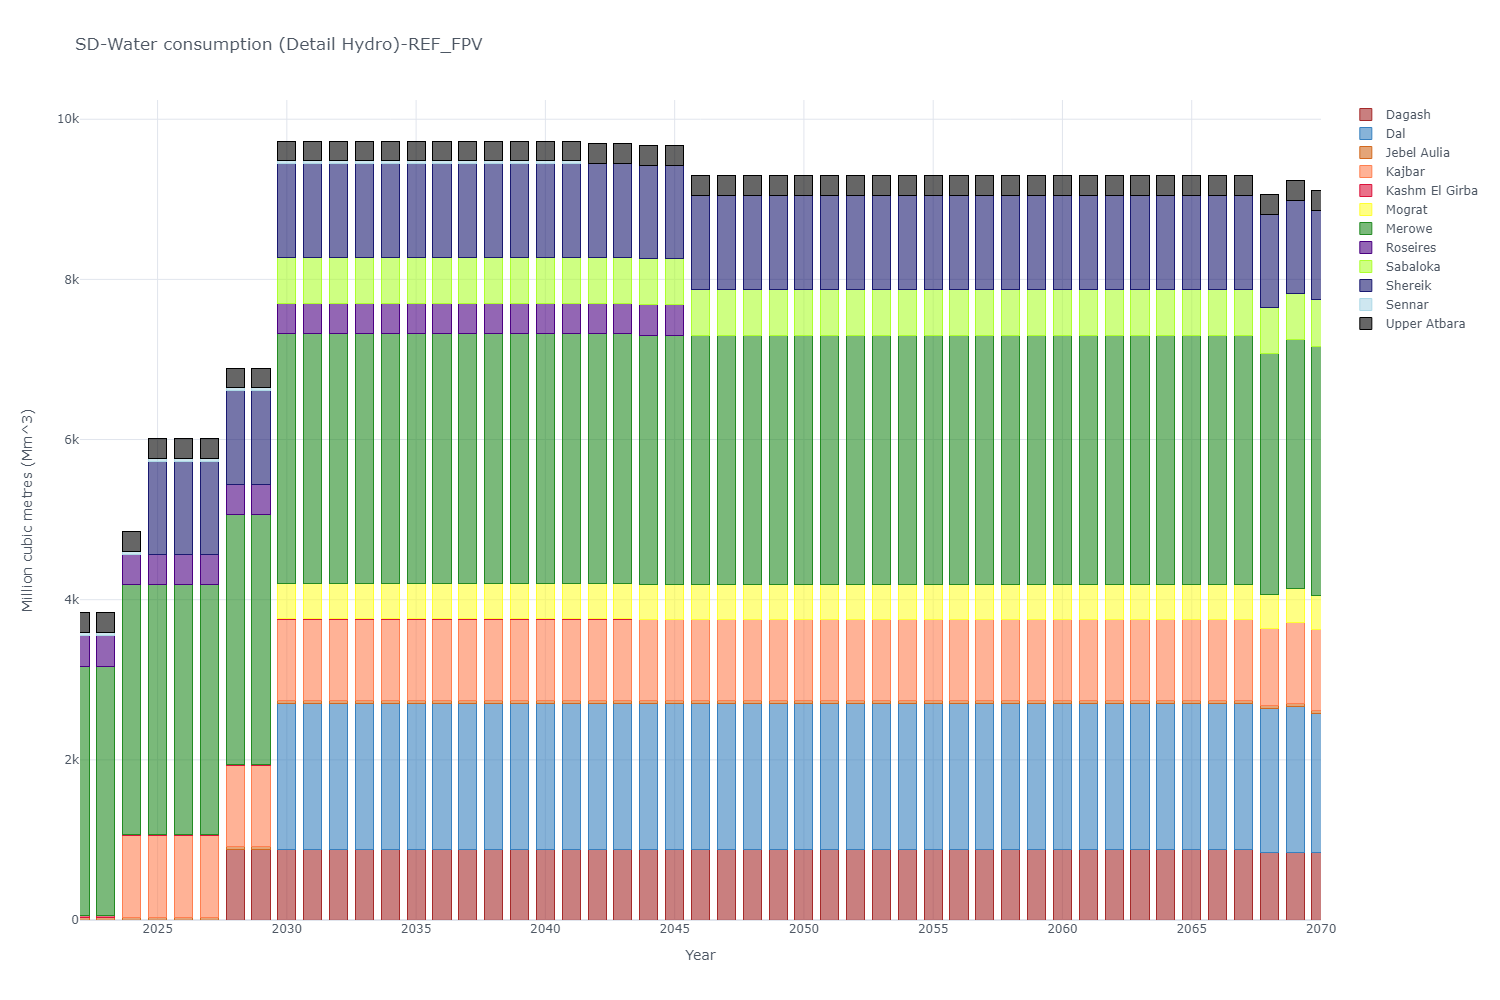 SD-Water consumption (Detail Hydro)-REF_FPV
Million cubic metres (Mm^3)
10k
8k
6k
4k
2k
0
2025
2030
2035
2040
2045
2050
2055
2060
2065
2070
Year
Dagash
Dal
Jebel Aulia
Kajbar
Kashm El Girba
Mograt
Merowe
Roseires
Sabaloka
Shereik
Sennar
Upper Atbara